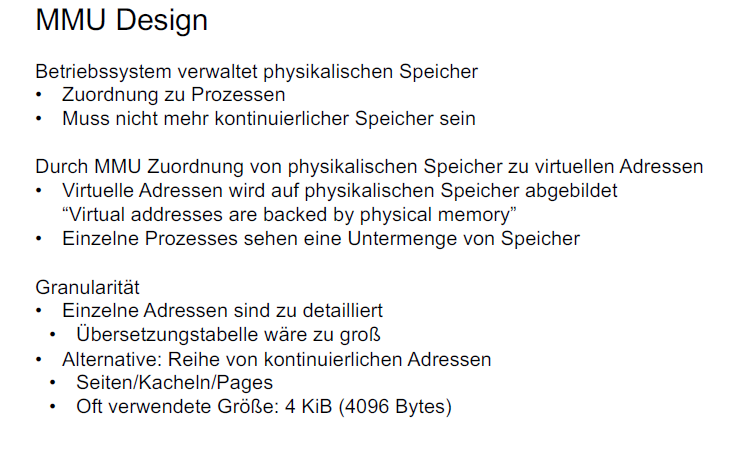 MMU Design
Betriebssystem verwaltet physikalischen Speicher
• Zuordnung zu Prozessen
• Muss nicht mehr kontinuierlicher Speicher sein
Durch MMU Zuordnung von physikalischen Speicher zu virtuellen Adressen
• Virtuelle Adressen wird auf physikalischen Speicher abgebildet
“Virtual addresses are backed by physical memory”
• Einzelne Prozesses sehen eine Untermenge von Speicher
Granularität
• Einzelne Adressen sind zu detailliert
• Übersetzungstabelle wäre zu groß
• Alternative: Reihe von kontinuierlichen Adressen
• Seiten/Kacheln/Pages
• Oft verwendete Größe: 4 KiB (4096 Bytes)